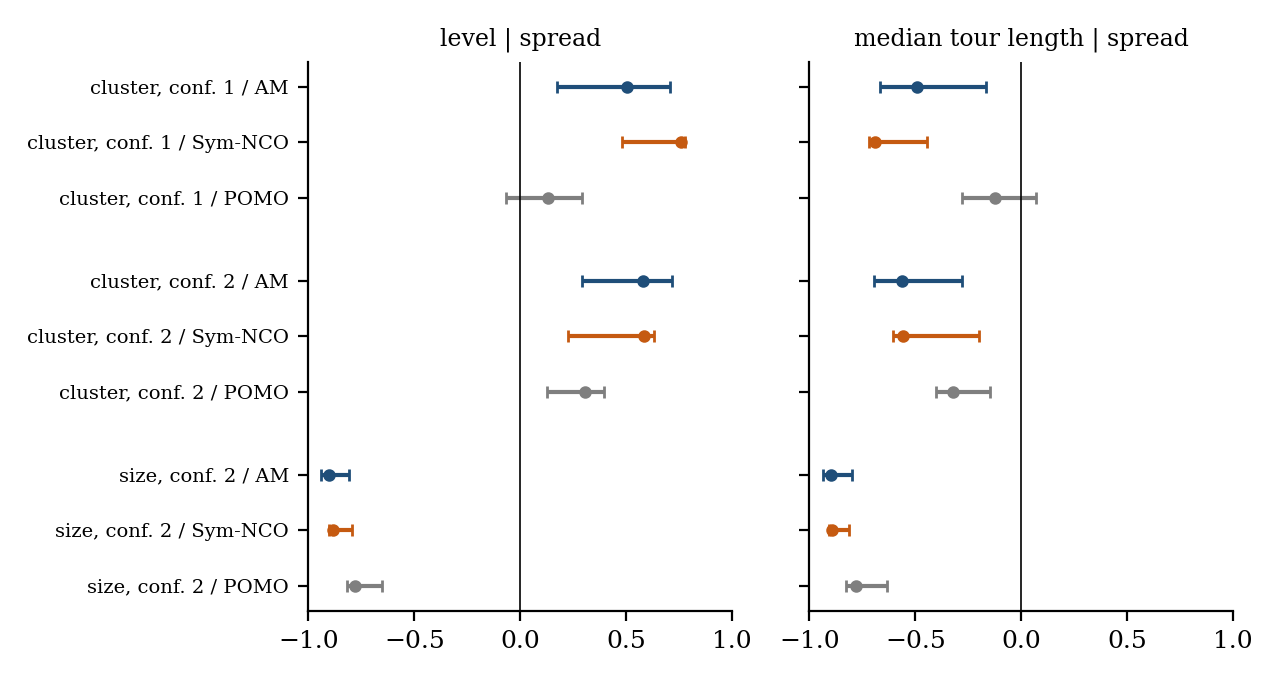 level | spread
median tour length | spread
cluster, conf. 1 / AM
cluster, conf. 1 / Sym-NCO
cluster, conf. 1 / POMO
cluster, conf. 2 / AM
cluster, conf. 2 / Sym-NCO
cluster, conf. 2 / POMO
size, conf. 2 / AM
size, conf. 2 / Sym-NCO
size, conf. 2 / POMO
−1.0 −0.5 0.0 0.5 1.0
−1.0 −0.5 0.0 0.5 1.0